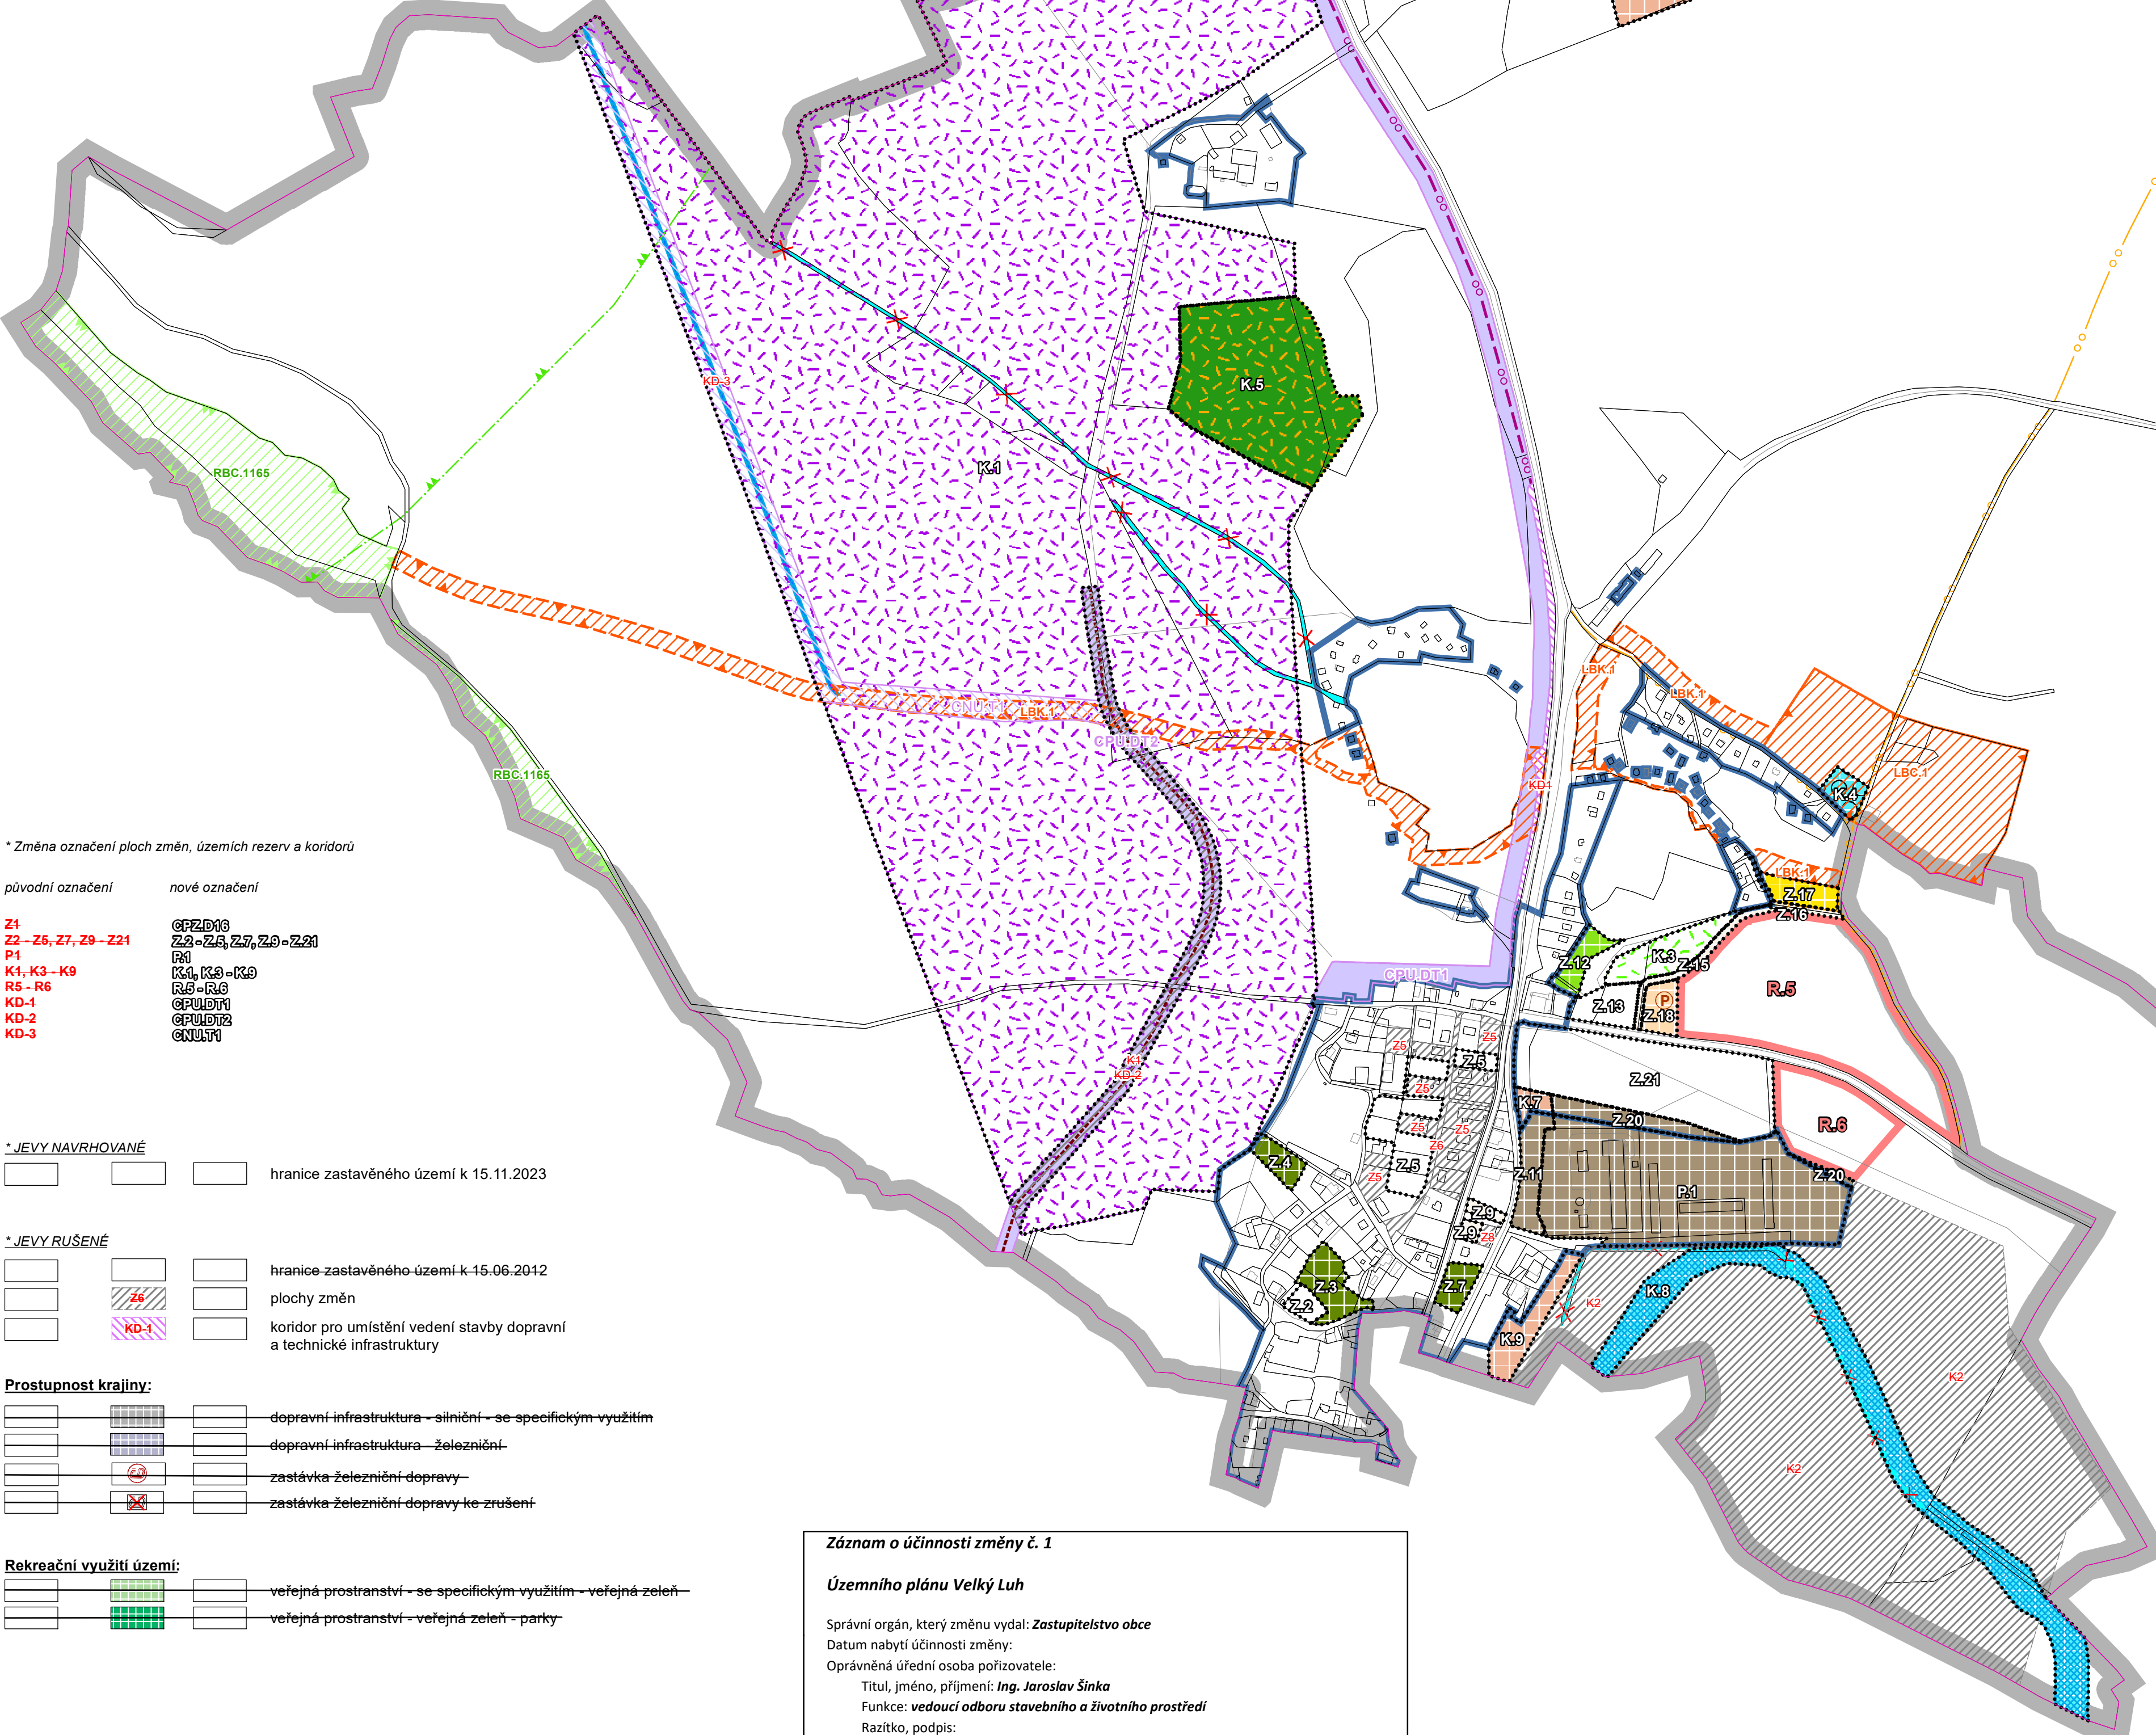 KD-3
K.5
K.1
RBC.1165
LBK.1
LBK.1
CNU.T1
LBK.1
CPU.DT2
LBC.1
RBC.1165
KD1
K.4
LBK.1
Z.17
Z.16
K.3
Z.15
Z.12
CPU.DT1
R.5
P
Z.13
Z.18
Z5
Z5
Z.5
K1
KD-2
Z.21
Z5
K.7
Z.20
R.6
Z5
Z5
Z6
Z.4
Z.5
Z5
Z.11
P.1
Z.20
Z.9
Z.9
Z8
Z.3
Z.2
Z.7
K2
K.8
K.9
K2
K2
* Změna označení ploch změn, územích rezerv a koridorů
původní označení nové označení
Z1 CPZ.D16
Z2 - Z5, Z7, Z9 - Z21 Z.2 - Z.5, Z.7, Z.9 - Z.21
P1 P.1
K1, K3 - K9 K.1, K.3 - K.9
R5 - R6 R.5 - R.6
KD-1 CPU.DT1
KD-2 CPU.DT2
KD-3 CNU.T1
* JEVY NAVRHOVANÉ
hranice zastavěného území k 15.11.2023
* JEVY RUŠENÉ
hranice zastavěného území k 15.06.2012
Z6 plochy změn
KD-1 koridor pro umístění vedení stavby dopravní
a technické infrastruktury
Prostupnost krajiny:
dopravní infrastruktura - silniční - se specifickým využitím
dopravní infrastruktura - železniční
zastávka železniční dopravy
zastávka železniční dopravy ke zrušení
Rekreační využití území:
veřejná prostranství - se specifickým využitím - veřejná zeleň
veřejná prostranství - veřejná zeleň - parky
Záznam o účinnosti změny č. 1
Územního plánu Velký Luh
Správní orgán, který změnu vydal: Zastupitelstvo obce
Datum nabytí účinnosti změny:
Oprávněná úřední osoba pořizovatele:
Titul, jméno, příjmení: Ing. Jaroslav Šinka
Funkce: vedoucí odboru stavebního a životního prostředí
Razítko, podpis: